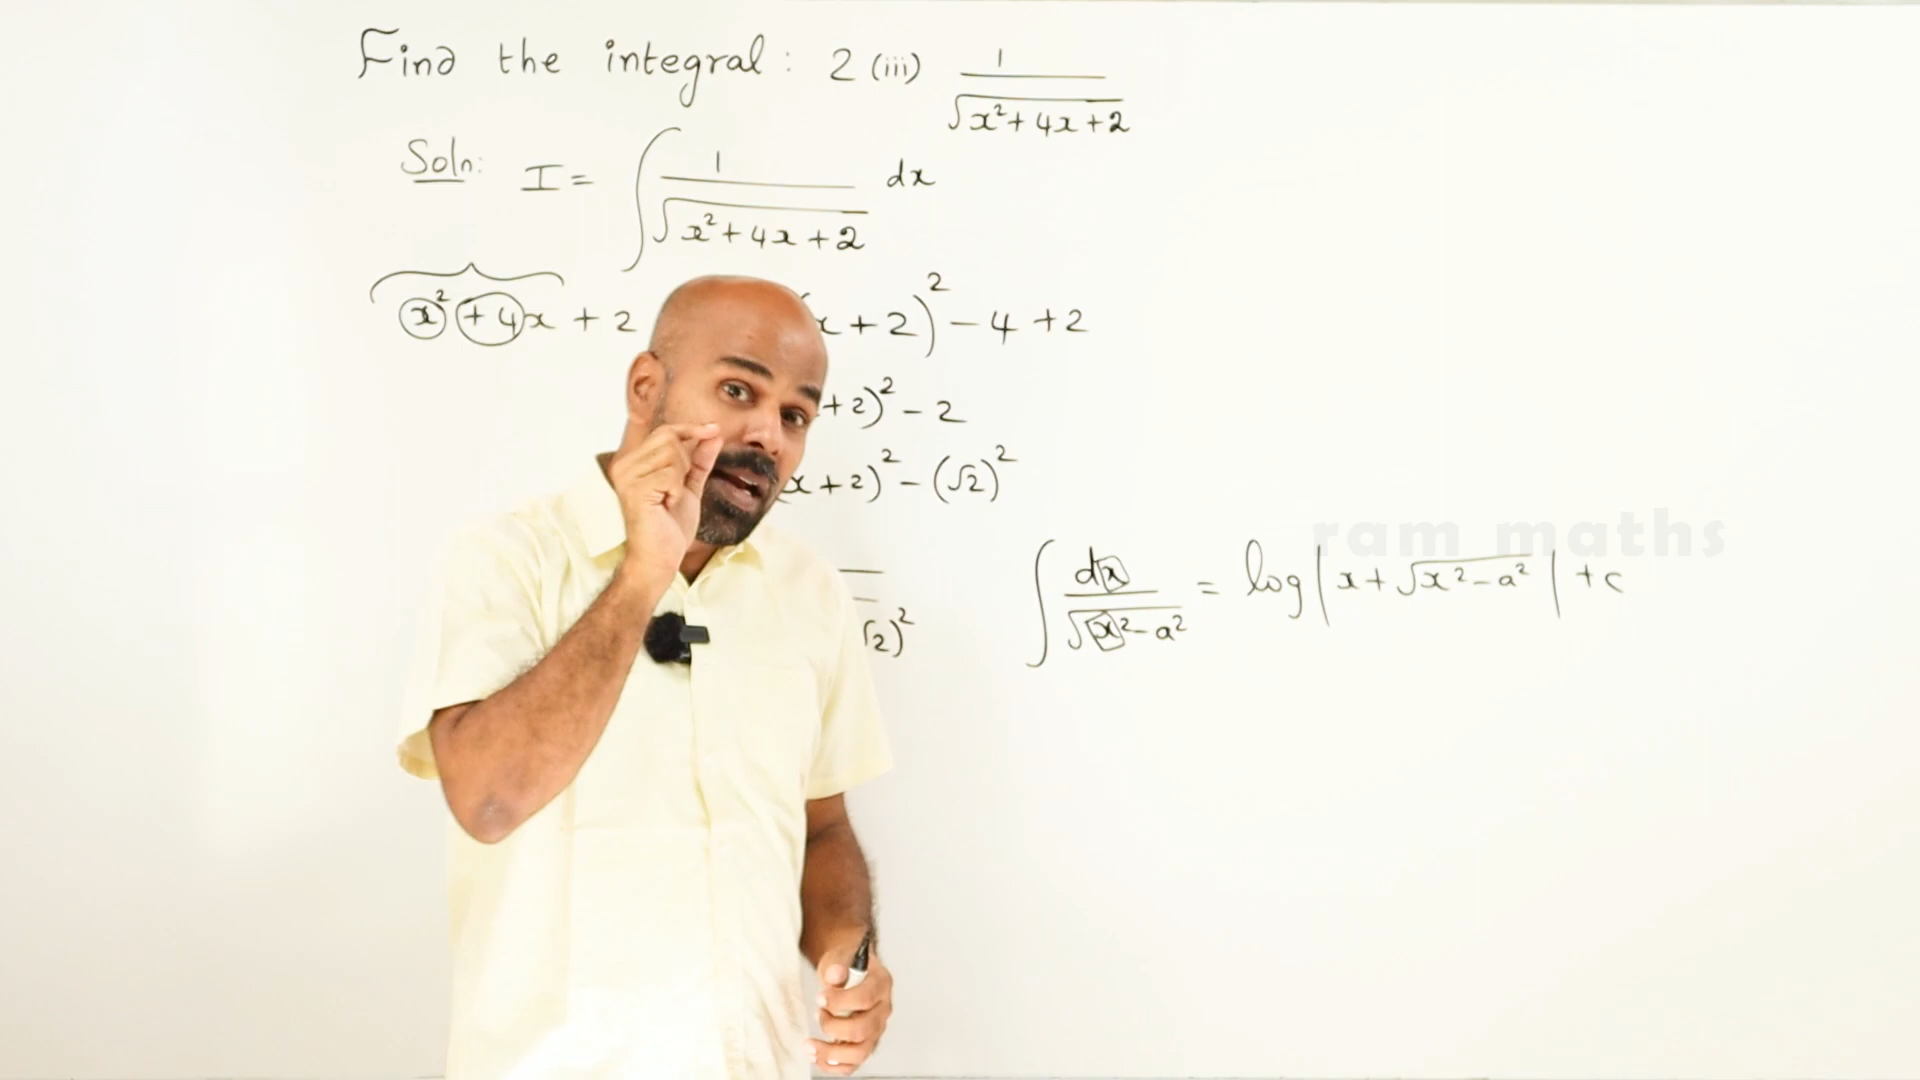 Find the integral: 2 (iii) 1/√(x²+4x+2)
Soln: I = ∫ 1/√(x²+4x+2) dx
x² + 4x + 2 x + 2)² − 4 + 2
+ 2)² − 2
x + 2)² − (√2)²
√2)²
ram maths
∫ dx/√(x²−a²) = log|x + √(x²−a²)| + c